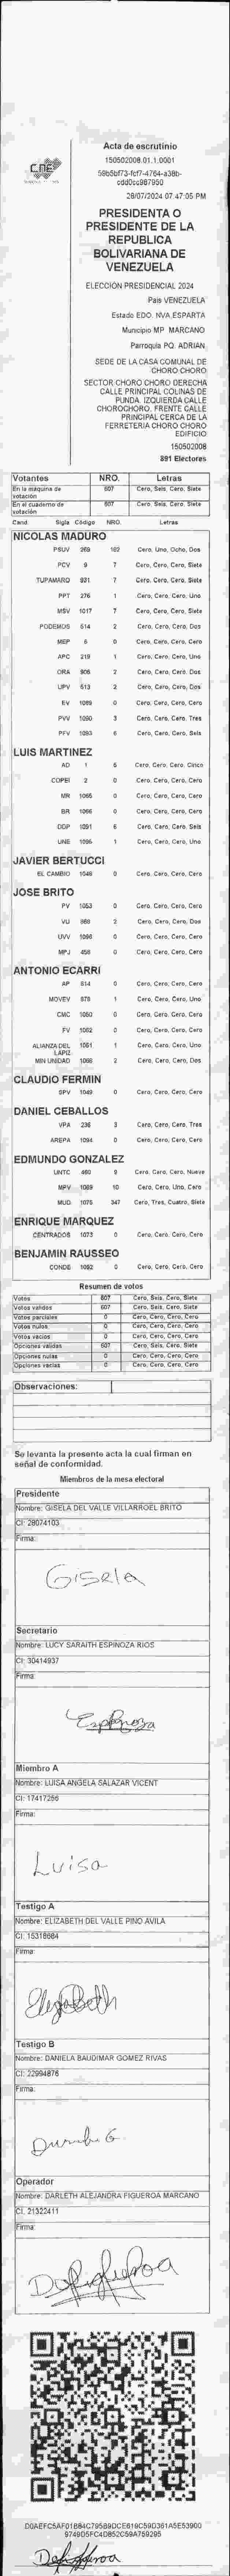 CNE
Acta de escrutinio
150502008.01.1.0001
28/07/2024 07:47:05 PM
PRESIDENTA O
PRESIDENTE DE LA
REPUBLICA
BOLIVARIANA DE
VENEZUELA
ELECCIÓN PRESIDENCIAL 2024
País VENEZUELA
Estado EDO. NVA.ESPARTA
Municipio MP. MARCANO
Parroquia PQ. ADRIAN
SEDE DE LA CASA COMUNAL DE
CHORO CHORO
SECTOR CHORO CHORO DERECHA
CALLE PRINCIPAL COLINAS DE
PUNDA. IZQUIERDA CALLE
CHOROCHORO. FRENTE CALLE
PRINCIPAL CERCA DE LA
FERRETERIA CHORO CHORO
EDIFICIO
150502008
891 Electores
Votantes NRO. Letras
En la máquina de votación 607 Cero, Seis, Cero, Siete
En el cuaderno de votación 607 Cero, Seis, Cero, Siete
Cand Sigla Código NRO. Letras
NICOLAS MADURO
PSUV 269 182 Cero, Uno, Ocho, Dos
PCV 9 7 Cero, Cero, Cero, Siete
TUPAMARO 921 7 Cero, Cero, Cero, Siete
PPT 276 1 Cero, Cero, Cero, Uno
MSV 1017 7 Cero, Cero, Cero, Siete
PODEMOS 514 2 Cero, Cero, Cero, Dos
MEP 6 0 Cero, Cero, Cero, Cero
APC 219 1 Cero, Cero, Cero, Uno
ORA 905 2 Cero, Cero, Cero, Dos
UPV 613 2 Cero, Cero, Cero, Dos
EV 1089 0 Cero, Cero, Cero, Cero
PVV 1090 3 Cero, Cero, Cero, Tres
PFV 1093 6 Cero, Cero, Cero, Seis
LUIS MARTINEZ
AD 1 5 Cero, Cero, Cero, Cinco
COPEI 2 0 Cero, Cero, Cero, Cero
MR 1065 0 Cero, Cero, Cero, Cero
BR 1066 0 Cero, Cero, Cero, Cero
DDP 1091 6 Cero, Cero, Cero, Seis
UNE 1095 1 Cero, Cero, Cero, Uno
JAVIER BERTUCCI
EL CAMBIO 1048 0 Cero, Cero, Cero, Cero
JOSE BRITO
PV 1053 0 Cero, Cero, Cero, Cero
VU 868 2 Cero, Cero, Cero, Dos
UVV 1096 0 Cero, Cero, Cero, Cero
MPJ 458 0 Cero, Cero, Cero, Cero
ANTONIO ECARRI
AP 814 0 Cero, Cero, Cero, Cero
MOVEV 878 1 Cero, Cero, Cero, Uno
CMC 1080 0 Cero, Cero, Cero, Cero
FV 1082 0 Cero, Cero, Cero, Cero
ALIANZA DEL LÁPIZ 1061 1 Cero, Cero, Cero, Uno
MIN UNIDAD 1066 2 Cero, Cero, Cero, Dos
CLAUDIO FERMIN
SPV 1049 0 Cero, Cero, Cero, Cero
DANIEL CEBALLOS
VPA 236 3 Cero, Cero, Cero, Tres
AREPA 1094 0 Cero, Cero, Cero, Cero
EDMUNDO GONZALEZ
UNTC 480 9 Cero, Cero, Cero, Nueve
MPV 1069 10 Cero, Cero, Uno, Cero
MUD 1075 347 Cero, Tres, Cuatro, Siete
ENRIQUE MARQUEZ
CENTRADOS 1073 0 Cero, Cero, Cero, Cero
BENJAMIN RAUSSEO
CONDE 1092 0 Cero, Cero, Cero, Cero
Resumen de votos
Votos 607 Cero, Seis, Cero, Siete
Votos validos 607 Cero, Seis, Cero, Siete
Votos parciales 0 Cero, Cero, Cero, Cero
Votos nulos 0 Cero, Cero, Cero, Cero
Votos vacíos 0 Cero, Cero, Cero, Cero
Opciones validas 607 Cero, Seis, Cero, Siete
Opciones nulas 0 Cero, Cero, Cero, Cero
Opciones vacías 0 Cero, Cero, Cero, Cero
Observaciones:
Se levanta la presente acta la cual firman en
señal de conformidad.
Miembros de la mesa electoral
Presidente
Nombre: GISELA DEL VALLE VILLARROEL BRITO
CI: 28074103
Firma:
Gisela
Secretario
Nombre: LUCY SARAITH ESPINOZA RIOS
CI: 30414937
Firma:
Espinoza
Miembro A
Nombre: LUISA ANGELA SALAZAR VICENT
CI: 17417256
Firma:
Luisa
Testigo A
Nombre: ELIZABETH DEL VALLE PINO AVILA
CI: 15318684
Firma:
Elizabeth
Testigo B
Nombre: DANIELA BAUDIMAR GOMEZ RIVAS
CI: 22994876
Firma:
Operador
Nombre: DARLETH ALEJANDRA FIGUEROA MARCANO
CI: 21322411
Firma: